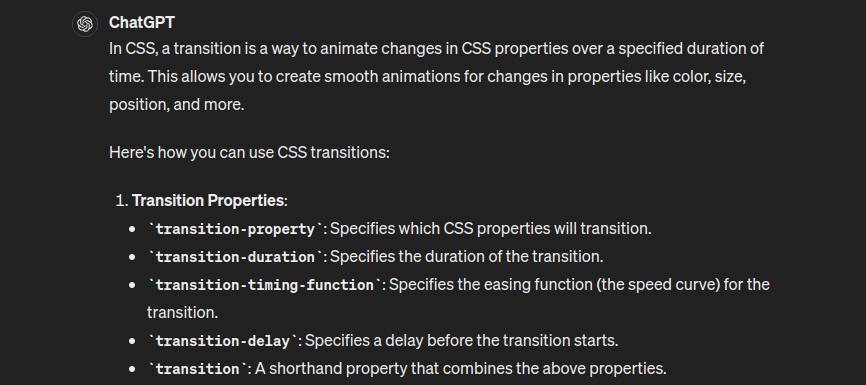 ChatGPT
In CSS, a transition is a way to animate changes in CSS properties over a specified duration of
time. This allows you to create smooth animations for changes in properties like color, size,
position, and more.
Here's how you can use CSS transitions:
1. Transition Properties:
• `transition-property`: Specifies which CSS properties will transition.
• `transition-duration`: Specifies the duration of the transition.
• `transition-timing-function`: Specifies the easing function (the speed curve) for the
transition.
• `transition-delay`: Specifies a delay before the transition starts.
• `transition`: A shorthand property that combines the above properties.